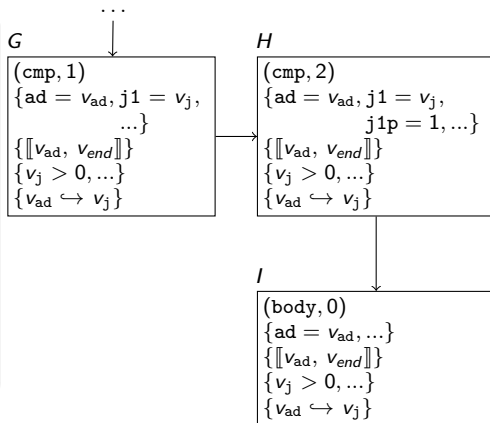 ...
G
(cmp, 1)
{ad = v_ad, j1 = v_j,
...}
{⟦v_ad, v_end⟧}
{v_j > 0, ...}
{v_ad ↪ v_j}
H
(cmp, 2)
{ad = v_ad, j1 = v_j,
j1p = 1, ...}
{⟦v_ad, v_end⟧}
{v_j > 0, ...}
{v_ad ↪ v_j}
I
(body, 0)
{ad = v_ad, ...}
{⟦v_ad, v_end⟧}
{v_j > 0, ...}
{v_ad ↪ v_j}